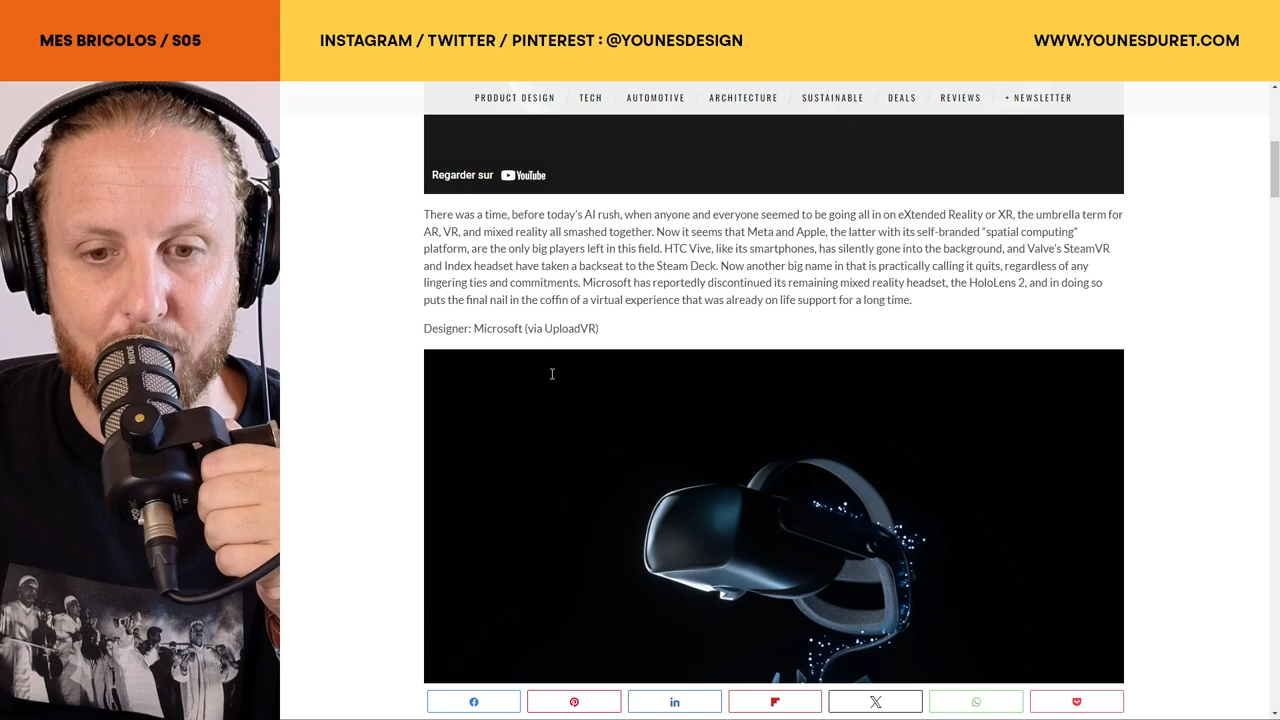 MES BRICOLOS / S05
INSTAGRAM / TWITTER / PINTEREST : @YOUNESDESIGN
WWW.YOUNESDURET.COM
PRODUCT DESIGN / TECH / AUTOMOTIVE / ARCHITECTURE / SUSTAINABLE / DEALS / REVIEWS / + NEWSLETTER
Regarder sur YouTube
There was a time, before today’s AI rush, when anyone and everyone seemed to be going all in on eXtended Reality or XR, the umbrella term for
AR, VR, and mixed reality all smashed together. Now it seems that Meta and Apple, the latter with its self-branded “spatial computing”
platform, are the only big players left in this field. HTC Vive, like its smartphones, has silently gone into the background, and Valve’s SteamVR
and Index headset have taken a backseat to the Steam Deck. Now another big name in that is practically calling it quits, regardless of any
lingering ties and commitments. Microsoft has reportedly discontinued its remaining mixed reality headset, the HoloLens 2, and in doing so
puts the final nail in the coffin of a virtual experience that was already on life support for a long time.
Designer: Microsoft (via UploadVR)
RØDE